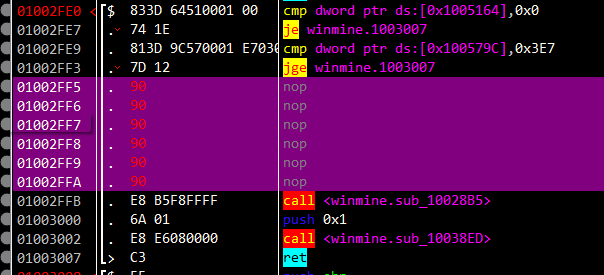 01002FE0 < $ 833D 64510001 00 cmp dword ptr ds:[0x1005164],0x0
01002FE7 . 74 1E je winmine.1003007
01002FE9 . 813D 9C570001 E7030 cmp dword ptr ds:[0x100579C],0x3E7
01002FF3 . 7D 12 jge winmine.1003007
01002FF5 . 90 nop
01002FF6 . 90 nop
01002FF7 . 90 nop
01002FF8 . 90 nop
01002FF9 . 90 nop
01002FFA . 90 nop
01002FFB . E8 B5F8FFFF call <winmine.sub_10028B5>
01003000 . 6A 01 push 0x1
01003002 . E8 E6080000 call <winmine.sub_10038ED>
01003007 > C3 ret